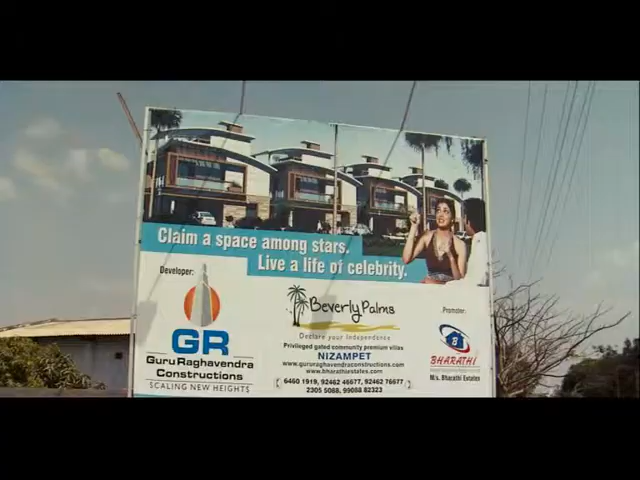 Claim a space among stars.
Live a life of celebrity.
Developer:
GR
Guru Raghavendra
Constructions
SCALING NEW HEIGHTS
Beverly Palms
Declare your Independence
Privileged gated community premium villas
NIZAMPET
www.gururaghavendraconstructions.com
www.bharathiestates.com
6460 1919, 92462 46677, 92462 76677
2305 5068, 99088 82323
Promoter:
B
BHARATHI
M/s. Bharathi Estates